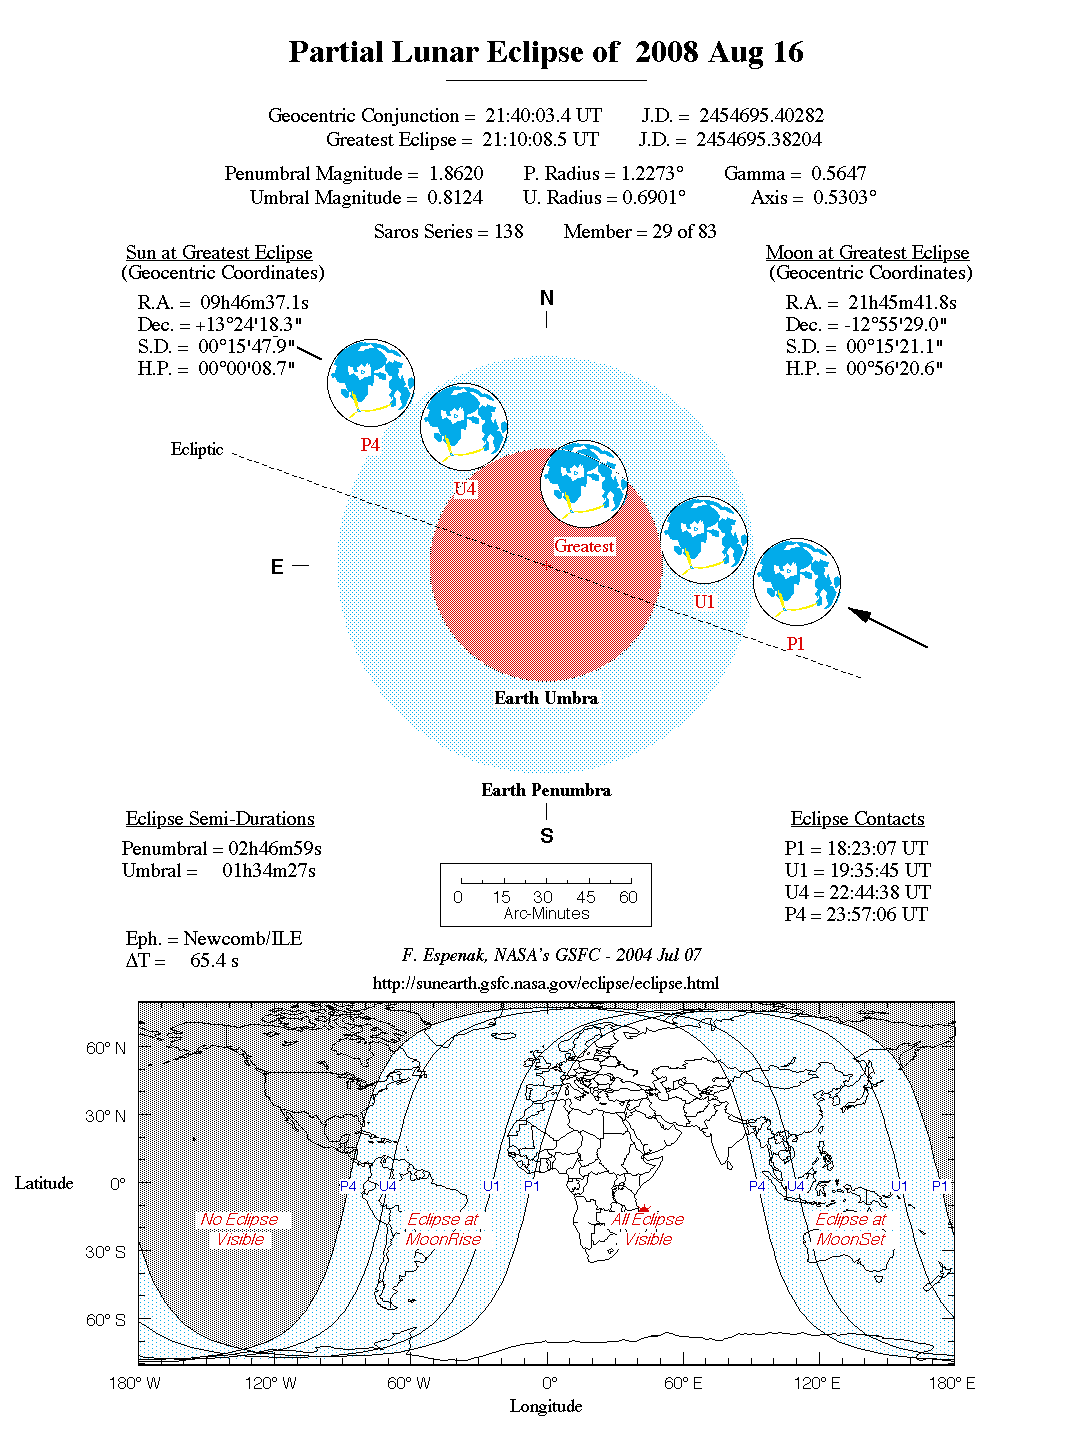 Partial Lunar Eclipse of 2008 Aug 16
Geocentric Conjunction = 21:40:03.4 UT J.D. = 2454695.40282
Greatest Eclipse = 21:10:08.5 UT J.D. = 2454695.38204
Penumbral Magnitude = 1.8620 P. Radius = 1.2273° Gamma = 0.5647
Umbral Magnitude = 0.8124 U. Radius = 0.6901° Axis = 0.5303°
Saros Series = 138 Member = 29 of 83
Sun at Greatest Eclipse
(Geocentric Coordinates)
R.A. = 09h46m37.1s
Dec. = +13°24'18.3"
S.D. = 00°15'47.9"
H.P. = 00°00'08.7"
Moon at Greatest Eclipse
(Geocentric Coordinates)
R.A. = 21h45m41.8s
Dec. = -12°55'29.0"
S.D. = 00°15'21.1"
H.P. = 00°56'20.6"
N
P4
Ecliptic
U4
Greatest
E
U1
P1
Earth Umbra
Earth Penumbra
S
Eclipse Semi-Durations
Penumbral = 02h46m59s
Umbral = 01h34m27s
Eclipse Contacts
P1 = 18:23:07 UT
U1 = 19:35:45 UT
U4 = 22:44:38 UT
P4 = 23:57:06 UT
0 15 30 45 60
Arc-Minutes
Eph. = Newcomb/ILE
ΔT = 65.4 s
F. Espenak, NASA's GSFC - 2004 Jul 07
http://sunearth.gsfc.nasa.gov/eclipse/eclipse.html
60° N
30° N
Latitude 0°
30° S
60° S
P4 U4 U1 P1 P4 U4 U1 P1
No Eclipse
Visible
Eclipse at
MoonRise
All Eclipse
Visible
Eclipse at
MoonSet
180° W 120° W 60° W 0° 60° E 120° E 180° E
Longitude